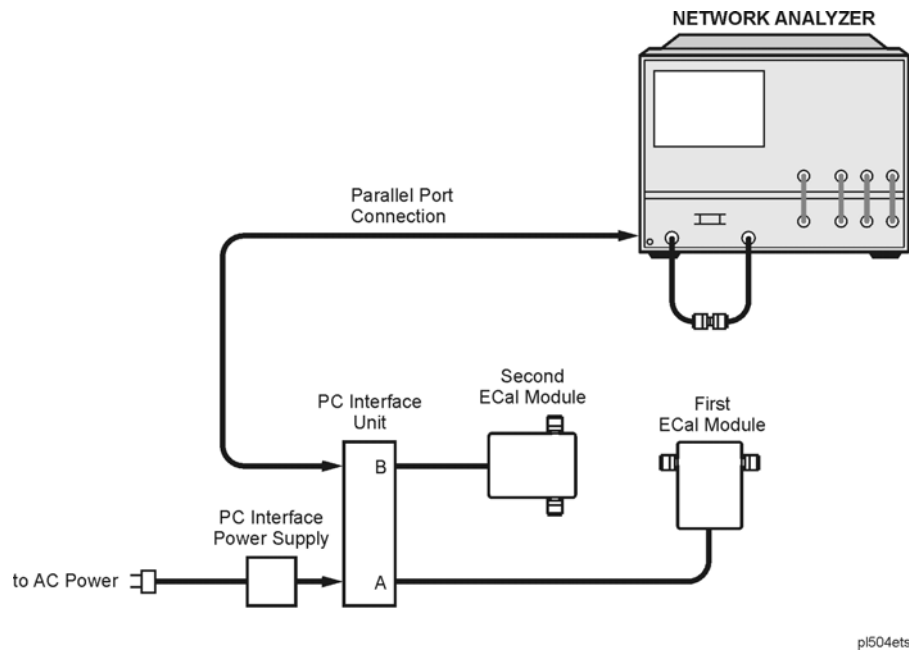 NETWORK ANALYZER
Parallel Port
Connection
Second
ECal Module
First
ECal Module
PC Interface
Unit
B
PC Interface
Power Supply
to AC Power
A
pl504ets